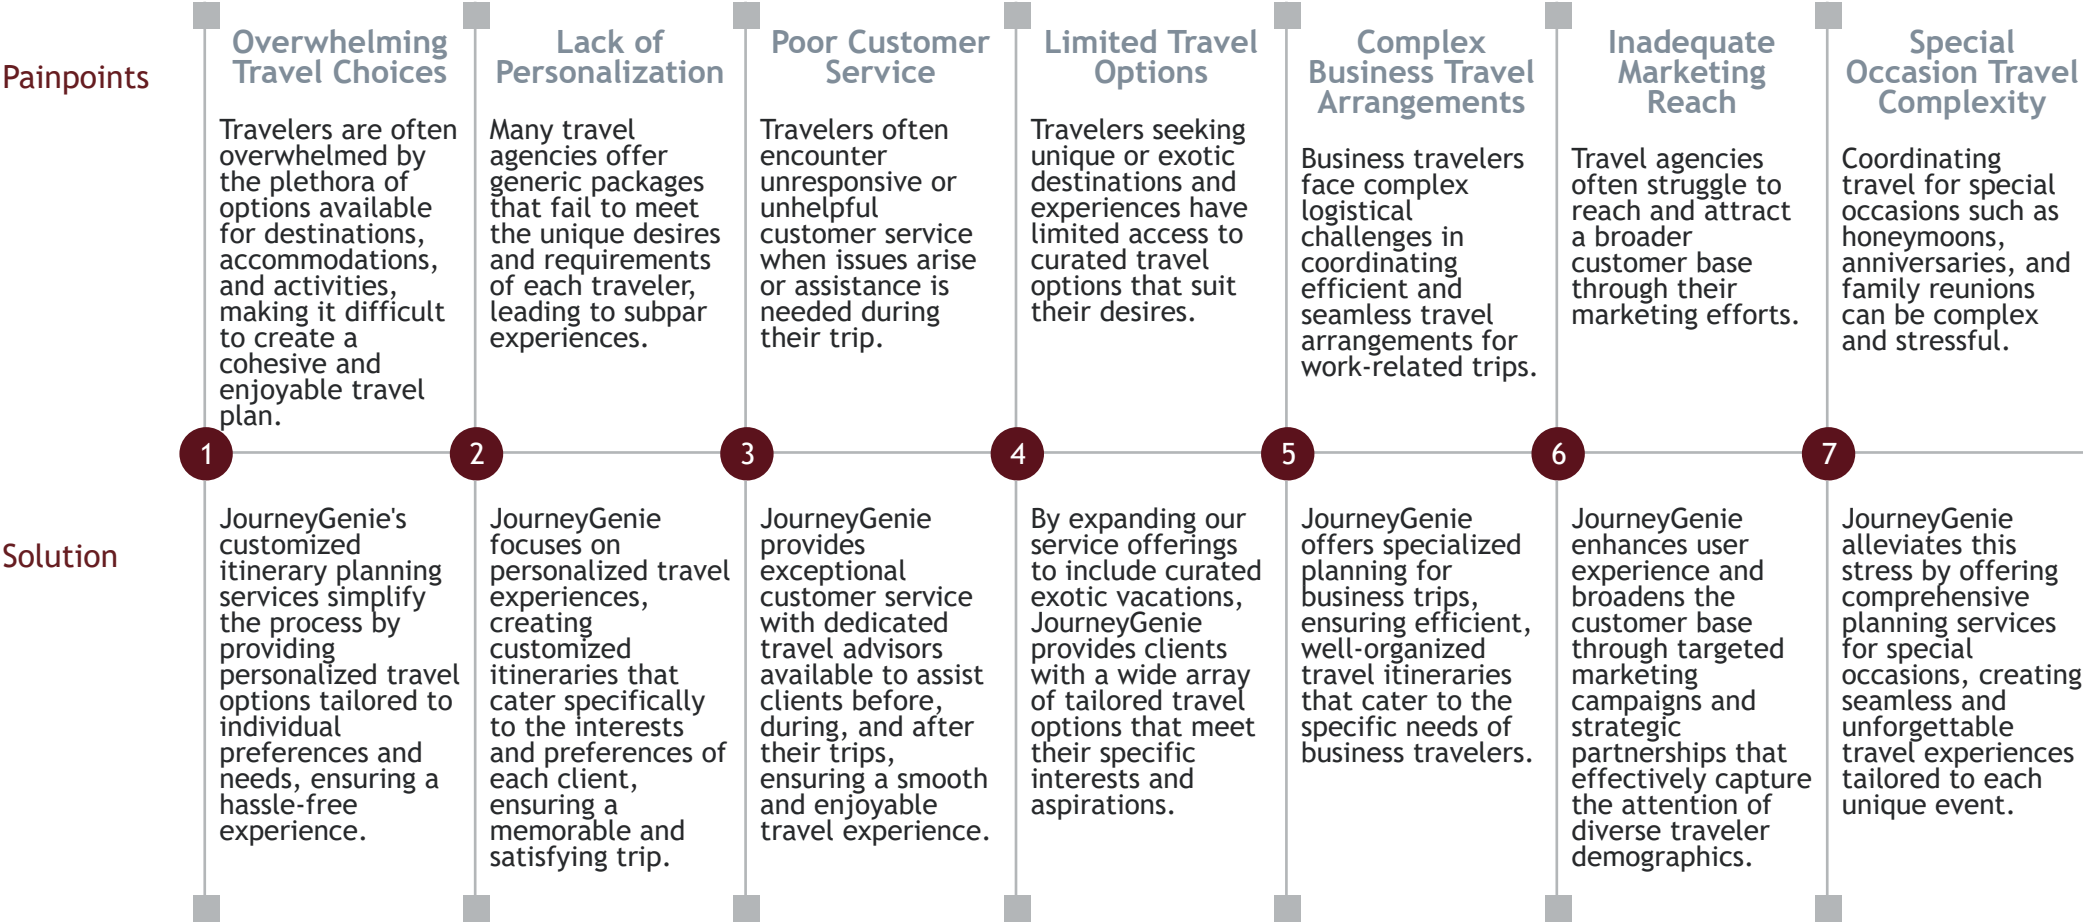 Painpoints
Overwhelming
Travel Choices
Travelers are often
overwhelmed by
the plethora of
options available
for destinations,
accommodations,
and activities,
making it difficult
to create a
cohesive and
enjoyable travel
plan.
Lack of
Personalization
Many travel
agencies offer
generic packages
that fail to meet
the unique desires
and requirements
of each traveler,
leading to subpar
experiences.
Poor Customer
Service
Travelers often
encounter
unresponsive or
unhelpful
customer service
when issues arise
or assistance is
needed during
their trip.
Limited Travel
Options
Travelers seeking
unique or exotic
destinations and
experiences have
limited access to
curated travel
options that suit
their desires.
Complex
Business Travel
Arrangements
Business travelers
face complex
logistical
challenges in
coordinating
efficient and
seamless travel
arrangements for
work-related trips.
Inadequate
Marketing
Reach
Travel agencies
often struggle to
reach and attract
a broader
customer base
through their
marketing efforts.
Special
Occasion Travel
Complexity
Coordinating
travel for special
occasions such as
honeymoons,
anniversaries, and
family reunions
can be complex
and stressful.
1
2
3
4
5
6
7
Solution
JourneyGenie's
customized
itinerary planning
services simplify
the process by
providing
personalized travel
options tailored to
individual
preferences and
needs, ensuring a
hassle-free
experience.
JourneyGenie
focuses on
personalized travel
experiences,
creating
customized
itineraries that
cater specifically
to the interests
and preferences of
each client,
ensuring a
memorable and
satisfying trip.
JourneyGenie
provides
exceptional
customer service
with dedicated
travel advisors
available to assist
clients before,
during, and after
their trips,
ensuring a smooth
and enjoyable
travel experience.
By expanding our
service offerings
to include curated
exotic vacations,
JourneyGenie
provides clients
with a wide array
of tailored travel
options that meet
their specific
interests and
aspirations.
JourneyGenie
offers specialized
planning for
business trips,
ensuring efficient,
well-organized
travel itineraries
that cater to the
specific needs of
business travelers.
JourneyGenie
enhances user
experience and
broadens the
customer base
through targeted
marketing
campaigns and
strategic
partnerships that
effectively capture
the attention of
diverse traveler
demographics.
JourneyGenie
alleviates this
stress by offering
comprehensive
planning services
for special
occasions, creating
seamless and
unforgettable
travel experiences
tailored to each
unique event.